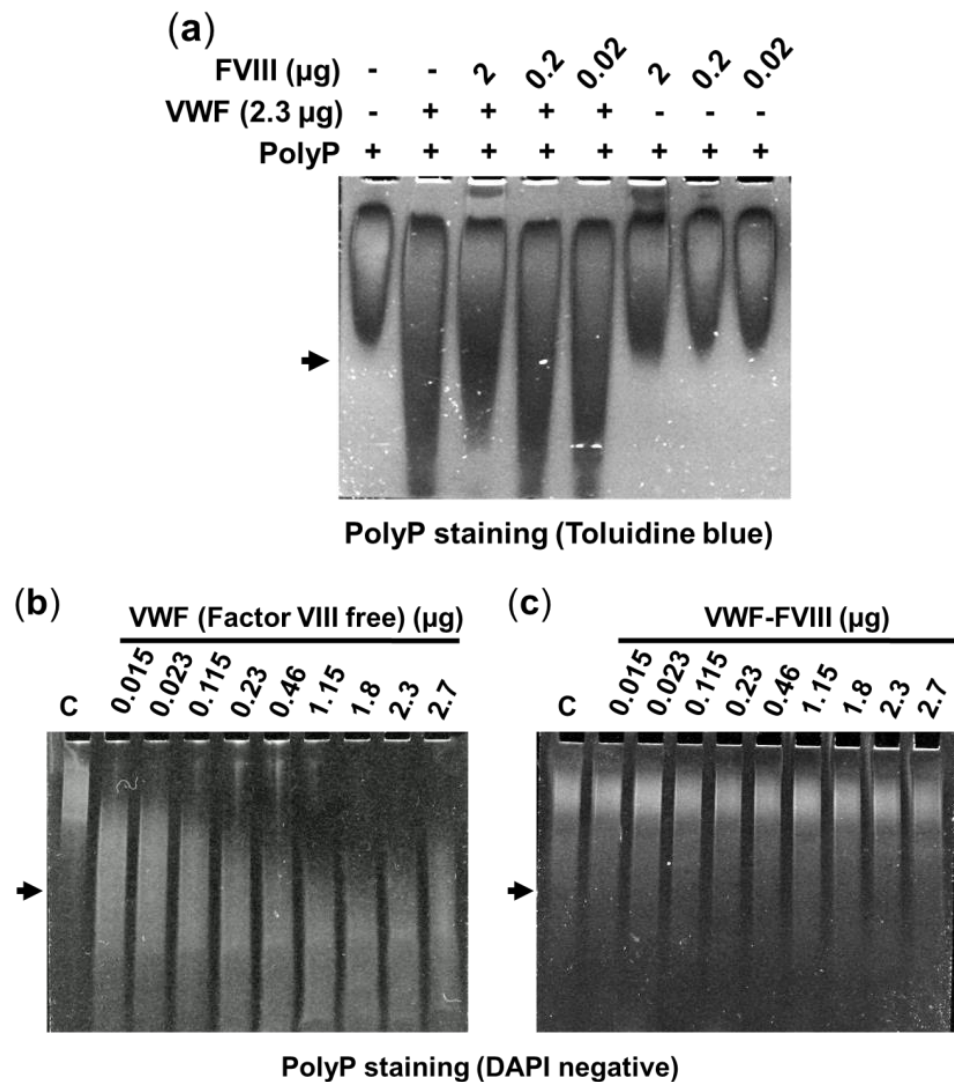 (a)
FVIII (µg) - - 2 0.2 0.02 2 0.2 0.02
VWF (2.3 µg) - + + + + - - -
PolyP + + + + + + + +
PolyP staining (Toluidine blue)
(b)
VWF (Factor VIII free) (µg)
C 0.015 0.023 0.115 0.23 0.46 1.15 1.8 2.3 2.7
(c)
VWF-FVIII (µg)
C 0.015 0.023 0.115 0.23 0.46 1.15 1.8 2.3 2.7
PolyP staining (DAPI negative)